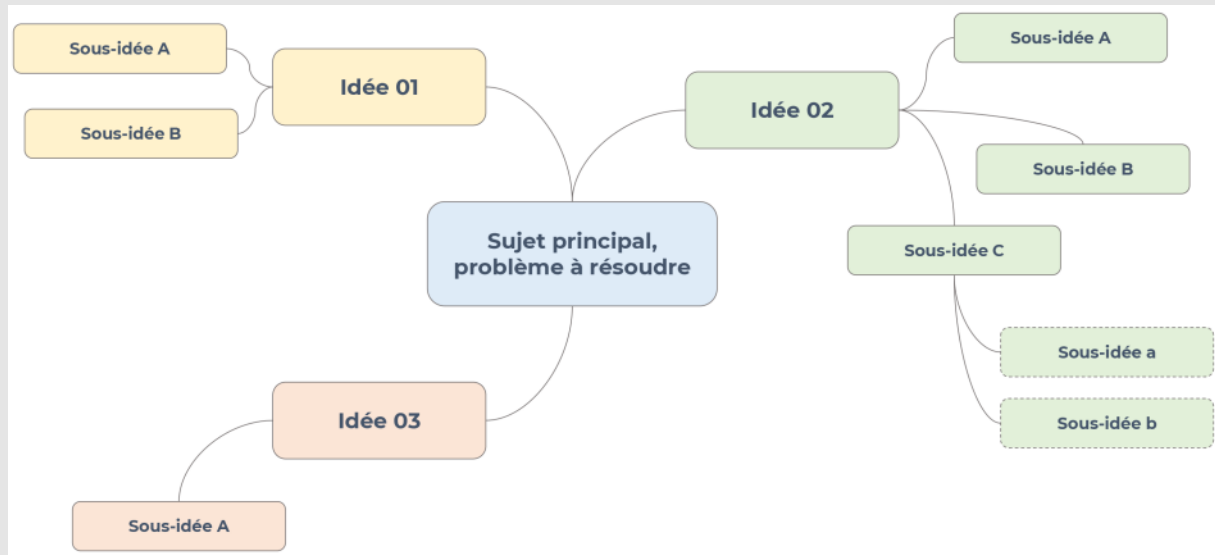 Sous-idée A
Idée 01
Sous-idée B
Idée 02
Sous-idée A
Sous-idée B
Sous-idée C
Sous-idée a
Sous-idée b
Sujet principal,
problème à résoudre
Idée 03
Sous-idée A